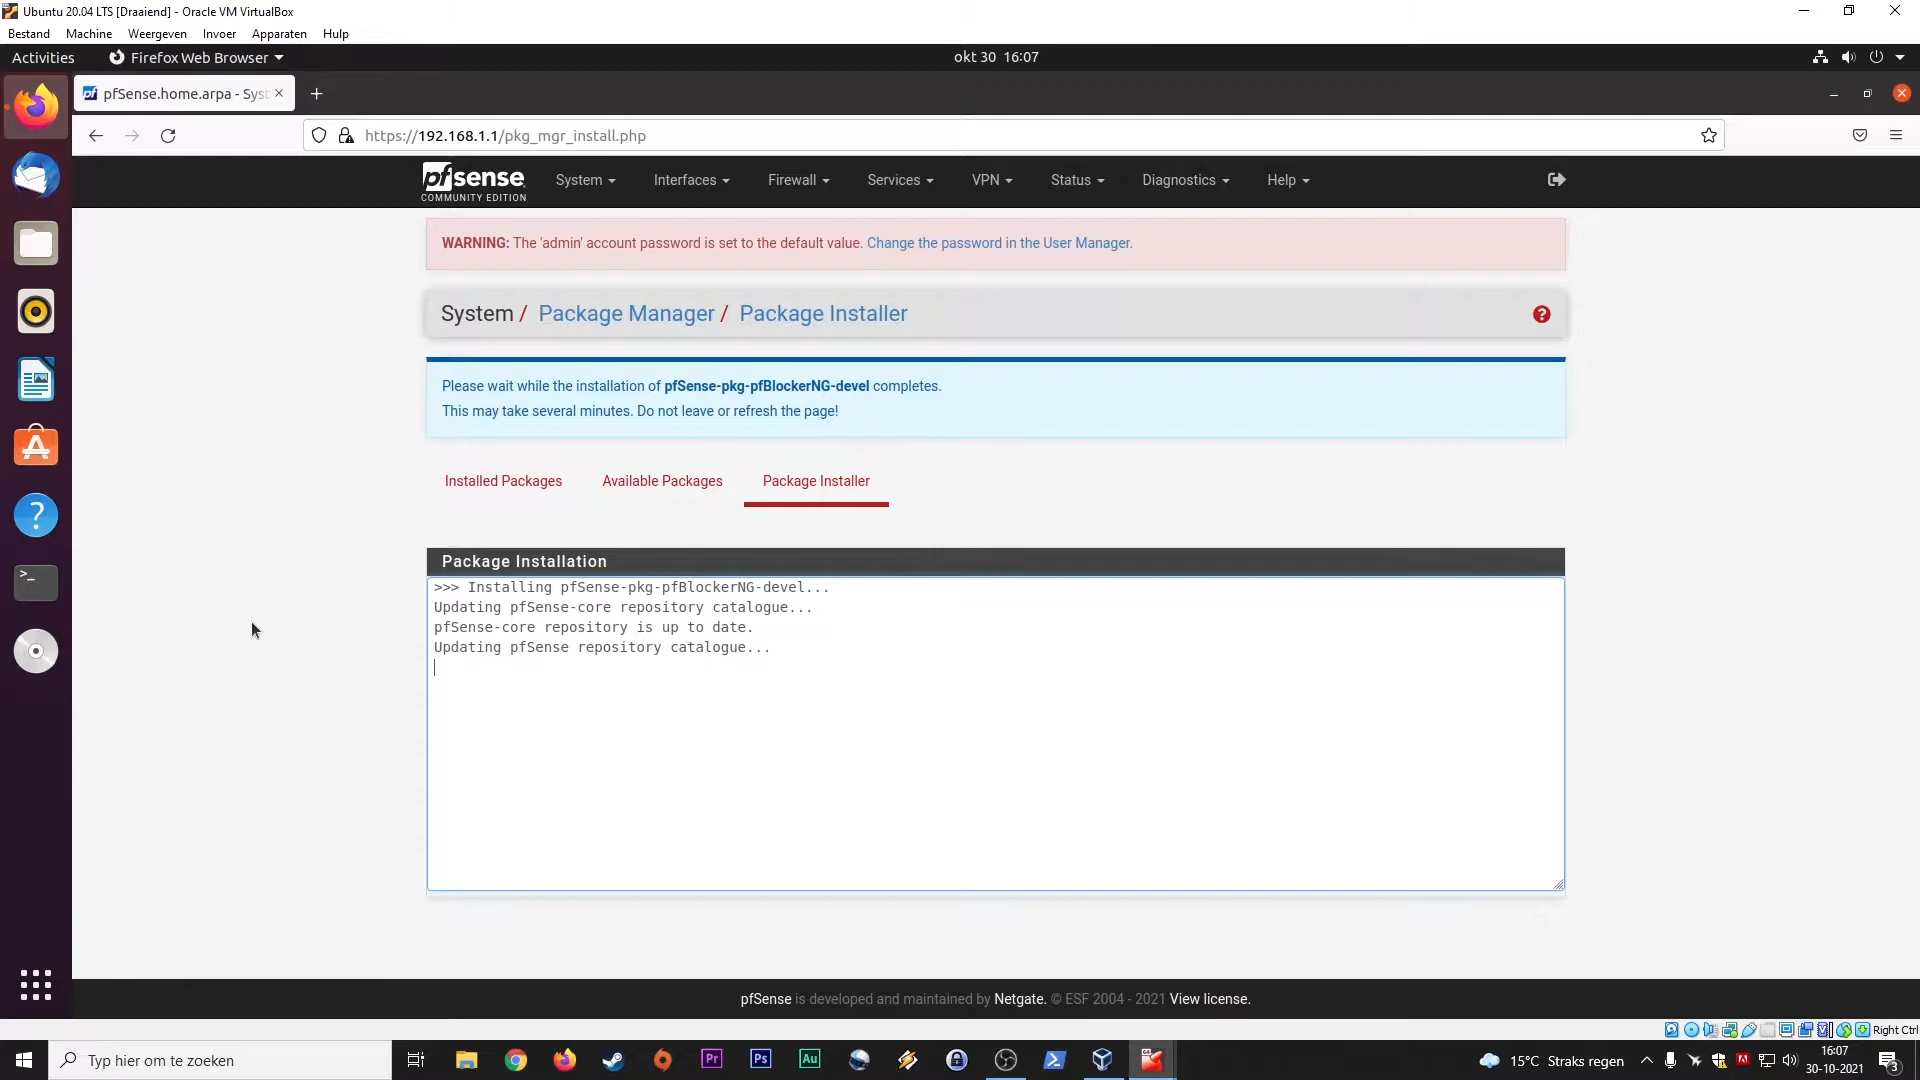 Ubuntu 20.04 LTS [Draaiend] - Oracle VM VirtualBox
Bestand Machine Weergeven Invoer Apparaten Hulp
Activities Firefox Web Browser okt 30 16:07
pfSense.home.arpa - Syst
https://192.168.1.1/pkg_mgr_install.php
pfsense
COMMUNITY EDITION
System Interfaces Firewall Services VPN Status Diagnostics Help
WARNING: The 'admin' account password is set to the default value. Change the password in the User Manager.
System / Package Manager / Package Installer
Please wait while the installation of pfSense-pkg-pfBlockerNG-devel completes.
This may take several minutes. Do not leave or refresh the page!
Installed Packages Available Packages Package Installer
Package Installation
>>> Installing pfSense-pkg-pfBlockerNG-devel...
Updating pfSense-core repository catalogue...
pfSense-core repository is up to date.
Updating pfSense repository catalogue...
pfSense is developed and maintained by Netgate. © ESF 2004 - 2021 View license.
Right Ctrl
Typ hier om te zoeken
Pr Ps Au
15°C Straks regen
16:07
30-10-2021
3